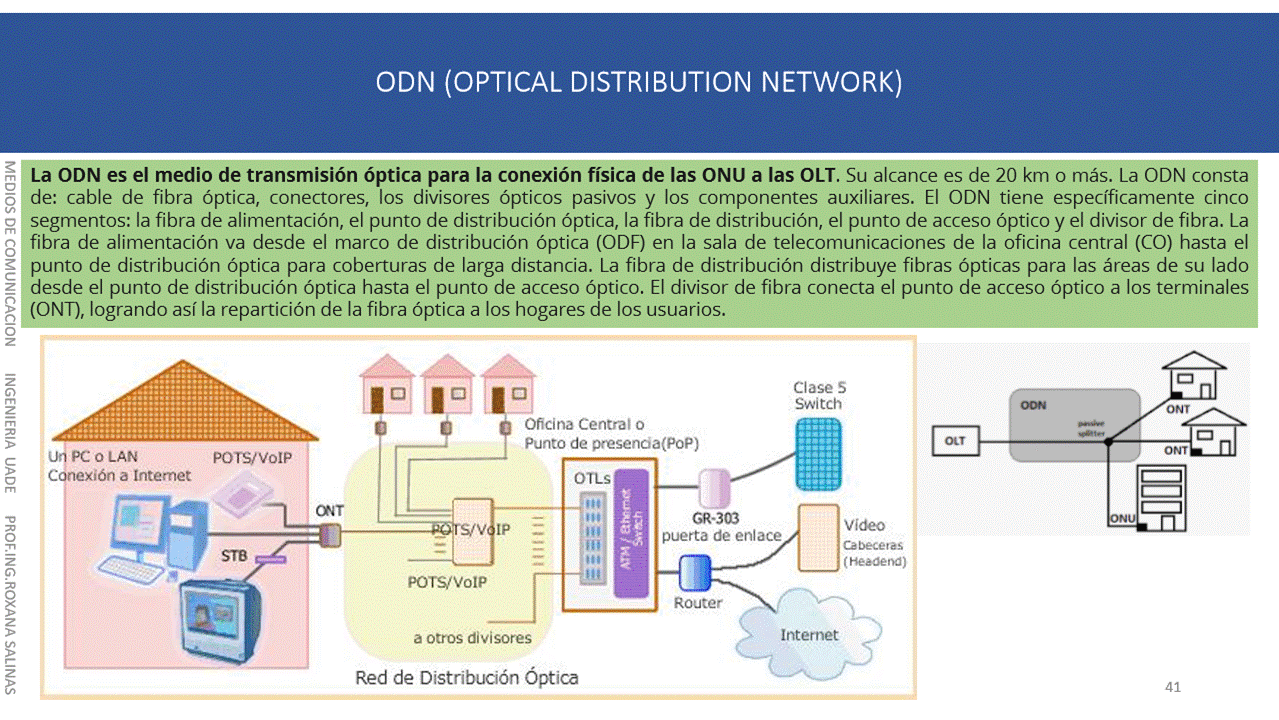 ODN (OPTICAL DISTRIBUTION NETWORK)
MEDIOS DE COMUNICACION INGENIERIA UADE PROF.ING.ROXANA SALINAS
La ODN es el medio de transmisión óptica para la conexión física de las ONU a las OLT. Su alcance es de 20 km o más. La ODN consta
de: cable de fibra óptica, conectores, los divisores ópticos pasivos y los componentes auxiliares. El ODN tiene específicamente cinco
segmentos: la fibra de alimentación, el punto de distribución óptica, la fibra de distribución, el punto de acceso óptico y el divisor de fibra. La
fibra de alimentación va desde el marco de distribución óptica (ODF) en la sala de telecomunicaciones de la oficina central (CO) hasta el
punto de distribución óptica para coberturas de larga distancia. La fibra de distribución distribuye fibras ópticas para las áreas de su lado
desde el punto de distribución óptica hasta el punto de acceso óptico. El divisor de fibra conecta el punto de acceso óptico a los terminales
(ONT), logrando así la repartición de la fibra óptica a los hogares de los usuarios.
Un PC o LAN
Conexión a Internet
POTS/VoIP
STB
ONT
POTS/VoIP
POTS/VoIP
a otros divisores
Red de Distribución Óptica
Oficina Central o
Punto de presencia(PoP)
OTLs
ATM / Ethernet
Switch
GR-303
puerta de enlace
Router
Clase 5
Switch
Vídeo
Cabeceras
(Headend)
Internet
OLT
ODN
passive
splitter
ONT
ONT
ONU
41